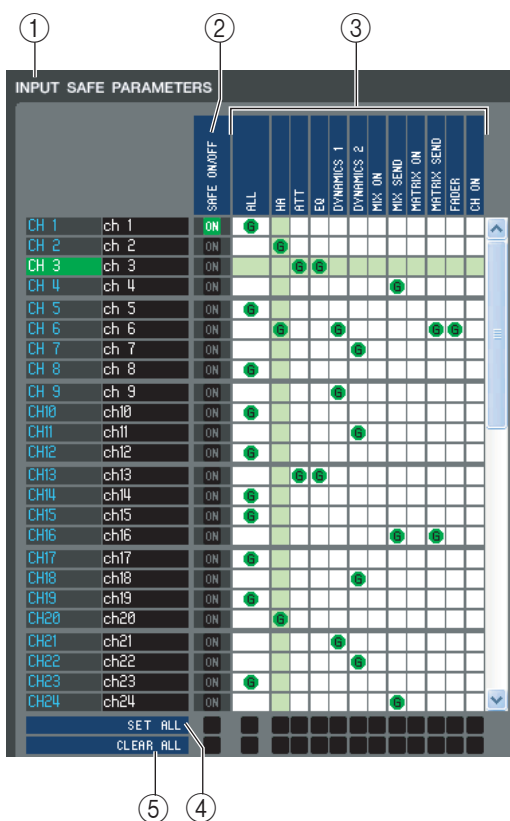 ① ② ③
INPUT SAFE PARAMETERS
SAFE ON/OFF ALL HA ATT EQ DYNAMICS 1 DYNAMICS 2 MIX ON MIX SEND MATRIX ON MATRIX SEND FADER CH ON
CH 1 ch 1 ON G
CH 2 ch 2 ON G
CH 3 ch 3 ON G G
CH 4 ch 4 ON G
CH 5 ch 5 ON G
CH 6 ch 6 ON G G G G
CH 7 ch 7 ON G
CH 8 ch 8 ON G
CH 9 ch 9 ON G
CH10 ch10 ON G
CH11 ch11 ON G
CH12 ch12 ON G
CH13 ch13 ON G G
CH14 ch14 ON G
CH15 ch15 ON G
CH16 ch16 ON G G
CH17 ch17 ON G
CH18 ch18 ON G
CH19 ch19 ON G
CH20 ch20 ON G
CH21 ch21 ON G
CH22 ch22 ON G
CH23 ch23 ON G
CH24 ch24 ON G
SET ALL
CLEAR ALL
⑤ ④